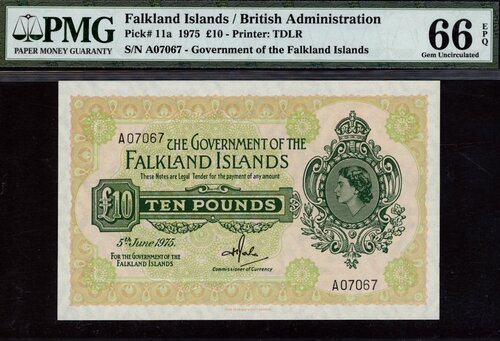 PMG
PAPER MONEY GUARANTY
Falkland Islands / British Administration
Pick# 11a 1975 £10 - Printer: TDLR
S/N A07067 - Government of the Falkland Islands
66 EPQ
Gem Uncirculated
A07067
THE GOVERNMENT OF THE
FALKLAND ISLANDS
These Notes are Legal Tender for the payment of any amount
£10 TEN POUNDS
5th June 1975.
FOR THE GOVERNMENT OF THE
FALKLAND ISLANDS
Commissioner of Currency
A07067